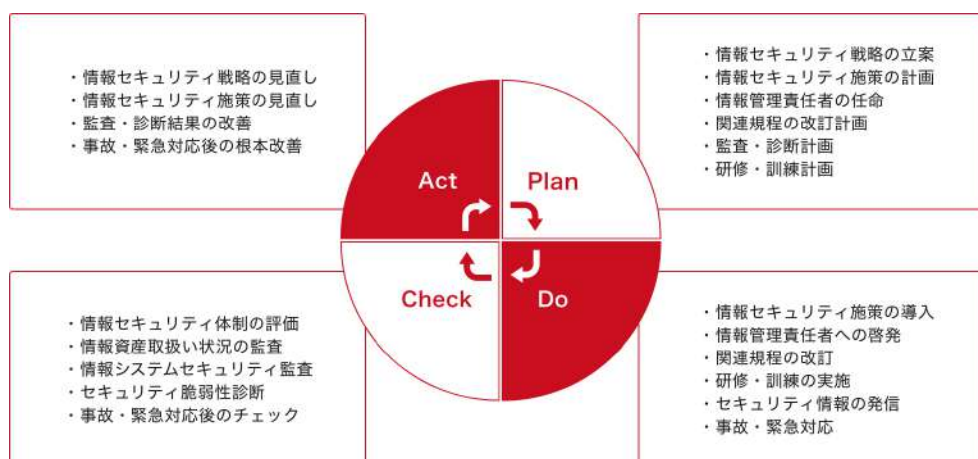 ・情報セキュリティ戦略の見直し
・情報セキュリティ施策の見直し
・監査・診断結果の改善
・事故・緊急対応後の根本改善
・情報セキュリティ戦略の立案
・情報セキュリティ施策の計画
・情報管理責任者の任命
・関連規程の改訂計画
・監査・診断計画
・研修・訓練計画
Act
Plan
Check
Do
・情報セキュリティ体制の評価
・情報資産取扱い状況の監査
・情報システムセキュリティ監査
・セキュリティ脆弱性診断
・事故・緊急対応後のチェック
・情報セキュリティ施策の導入
・情報管理責任者への啓発
・関連規程の改訂
・研修・訓練の実施
・セキュリティ情報の発信
・事故・緊急対応